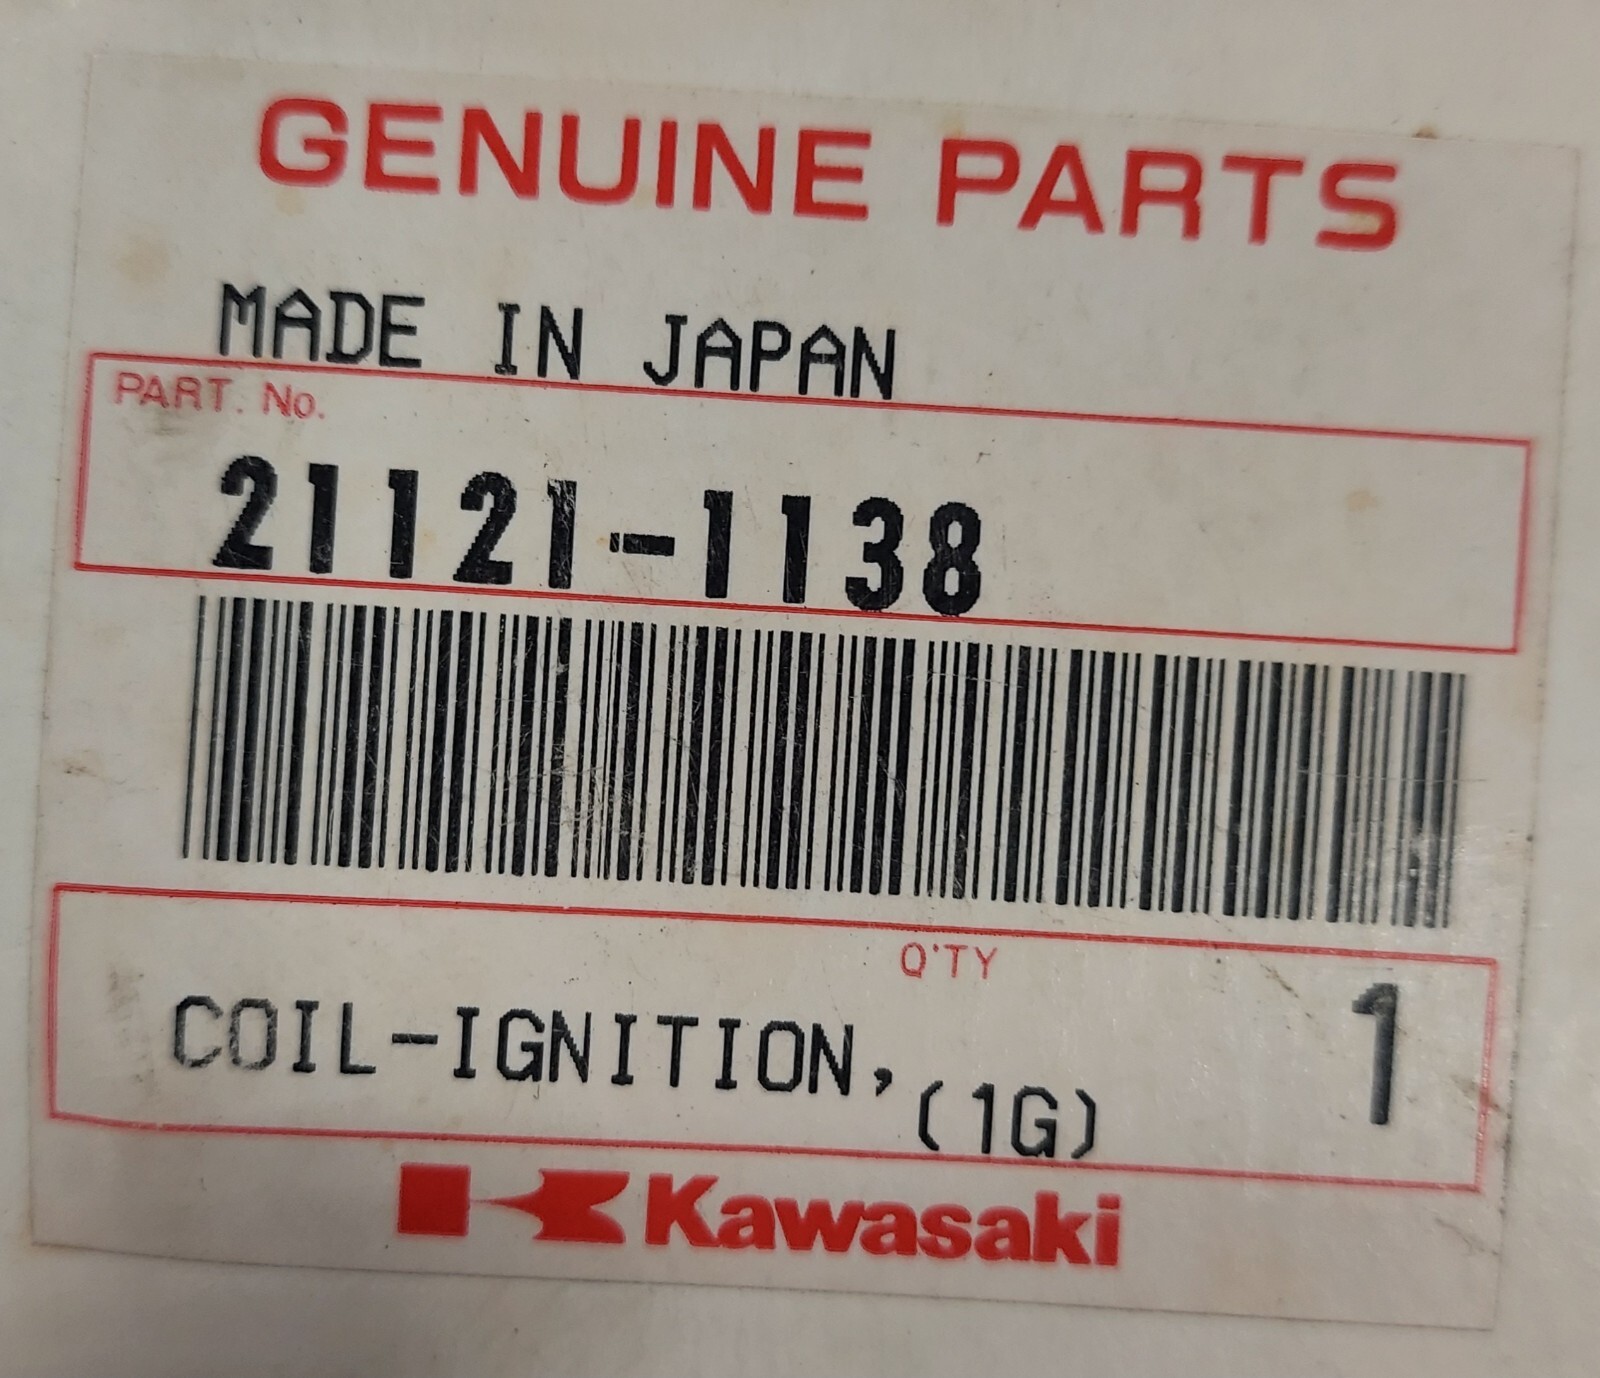 GENUINE PARTS
MADE IN JAPAN
PART. No.
21121-1138
Q'TY
COIL-IGNITION,(1G) 1
Kawasaki